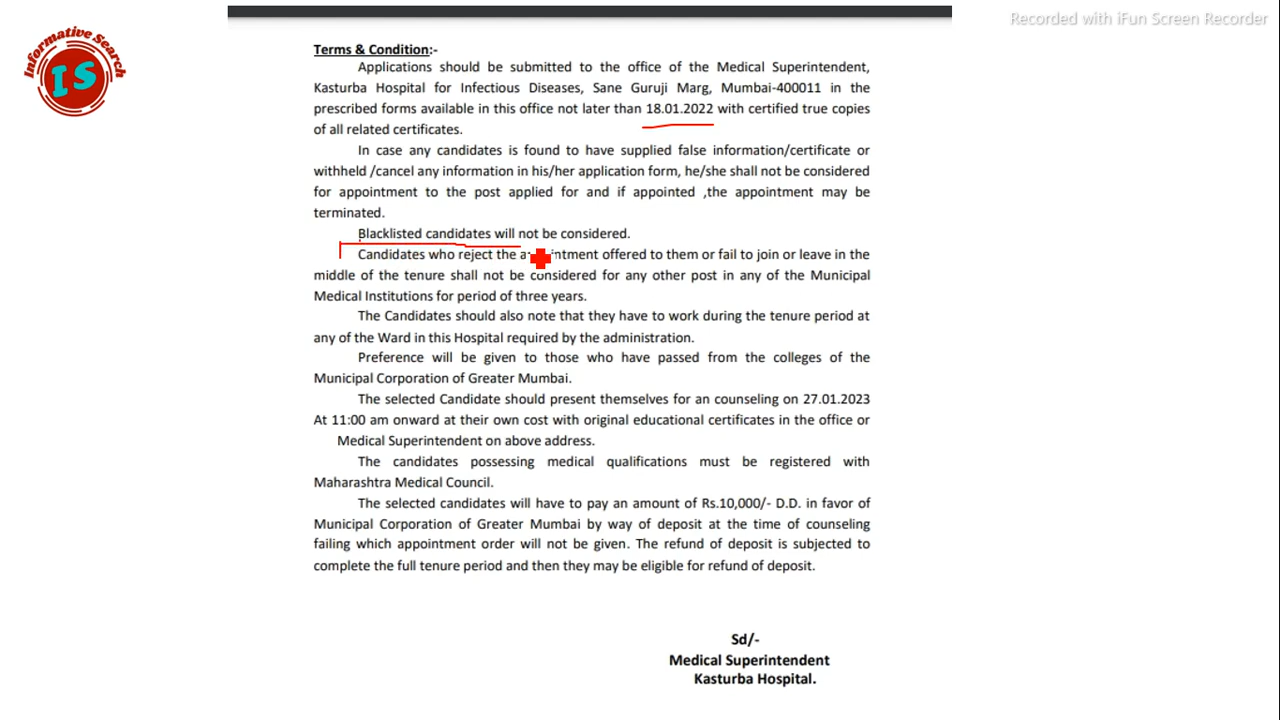 Recorded with iFun Screen Recorder
Informative Search
IS
Terms & Condition:-
Applications should be submitted to the office of the Medical Superintendent,
Kasturba Hospital for Infectious Diseases, Sane Guruji Marg, Mumbai-400011 in the
prescribed forms available in this office not later than 18.01.2022 with certified true copies
of all related certificates.
In case any candidates is found to have supplied false information/certificate or
withheld /cancel any information in his/her application form, he/she shall not be considered
for appointment to the post applied for and if appointed ,the appointment may be
terminated.
Blacklisted candidates will not be considered.
Candidates who reject the appointment offered to them or fail to join or leave in the
middle of the tenure shall not be considered for any other post in any of the Municipal
Medical Institutions for period of three years.
The Candidates should also note that they have to work during the tenure period at
any of the Ward in this Hospital required by the administration.
Preference will be given to those who have passed from the colleges of the
Municipal Corporation of Greater Mumbai.
The selected Candidate should present themselves for an counseling on 27.01.2023
At 11:00 am onward at their own cost with original educational certificates in the office or
Medical Superintendent on above address.
The candidates possessing medical qualifications must be registered with
Maharashtra Medical Council.
The selected candidates will have to pay an amount of Rs.10,000/- D.D. in favor of
Municipal Corporation of Greater Mumbai by way of deposit at the time of counseling
failing which appointment order will not be given. The refund of deposit is subjected to
complete the full tenure period and then they may be eligible for refund of deposit.
Sd/-
Medical Superintendent
Kasturba Hospital.